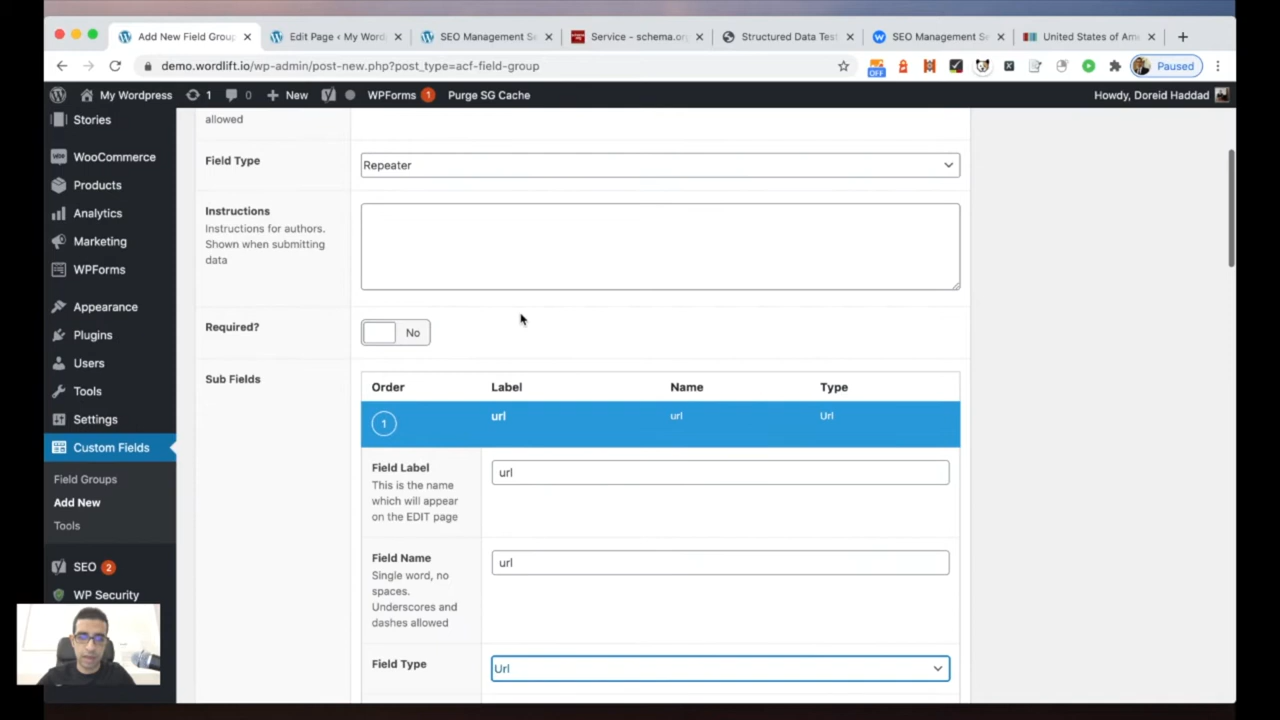 Add New Field Grou
Edit Page ‹ My Word
SEO Management Se
Service - schema.or
Structured Data Test
SEO Management Se
United States of Am
demo.wordlift.io/wp-admin/post-new.php?post_type=acf-field-group
OFF
Paused
My Wordpress
1
New
WPForms
1
Purge SG Cache
Howdy, Doreid Haddad
Stories
WooCommerce
Products
Analytics
Marketing
WPForms
Appearance
Plugins
Users
Tools
Settings
Custom Fields
Field Groups
Add New
Tools
SEO 2
WP Security
allowed
Field Type
Repeater
Instructions
Instructions for authors.
Shown when submitting
data
Required?
No
Sub Fields
Order Label Name Type
1 url url Url
Field Label
This is the name
which will appear
on the EDIT page
url
Field Name
Single word, no
spaces.
Underscores and
dashes allowed
url
Field Type
Url